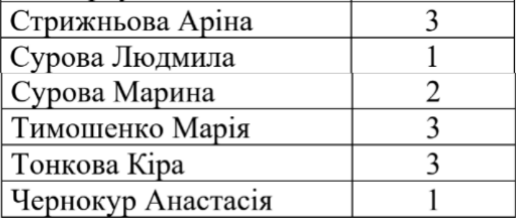 Стрижньова Аріна 3
Сурова Людмила 1
Сурова Марина 2
Тимошенко Марія 3
Тонкова Кіра 3
Чернокур Анастасія 1